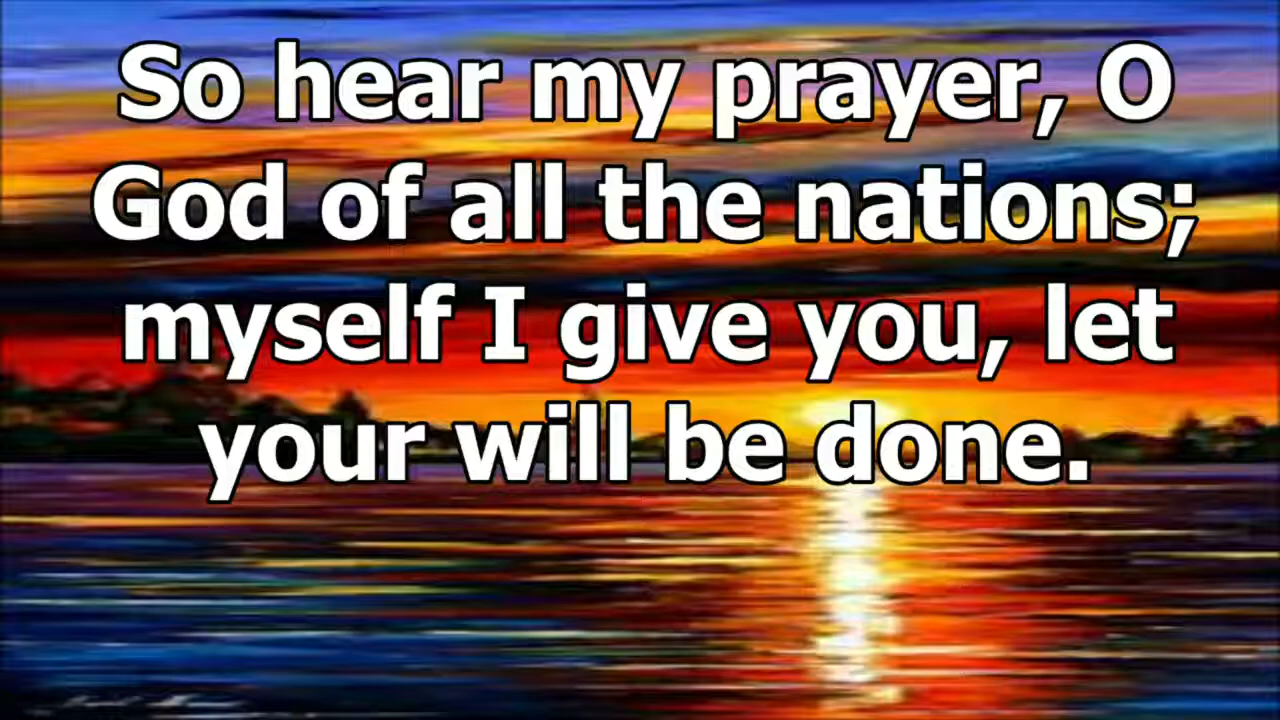 So hear my prayer, O
God of all the nations;
myself I give you, let
your will be done.